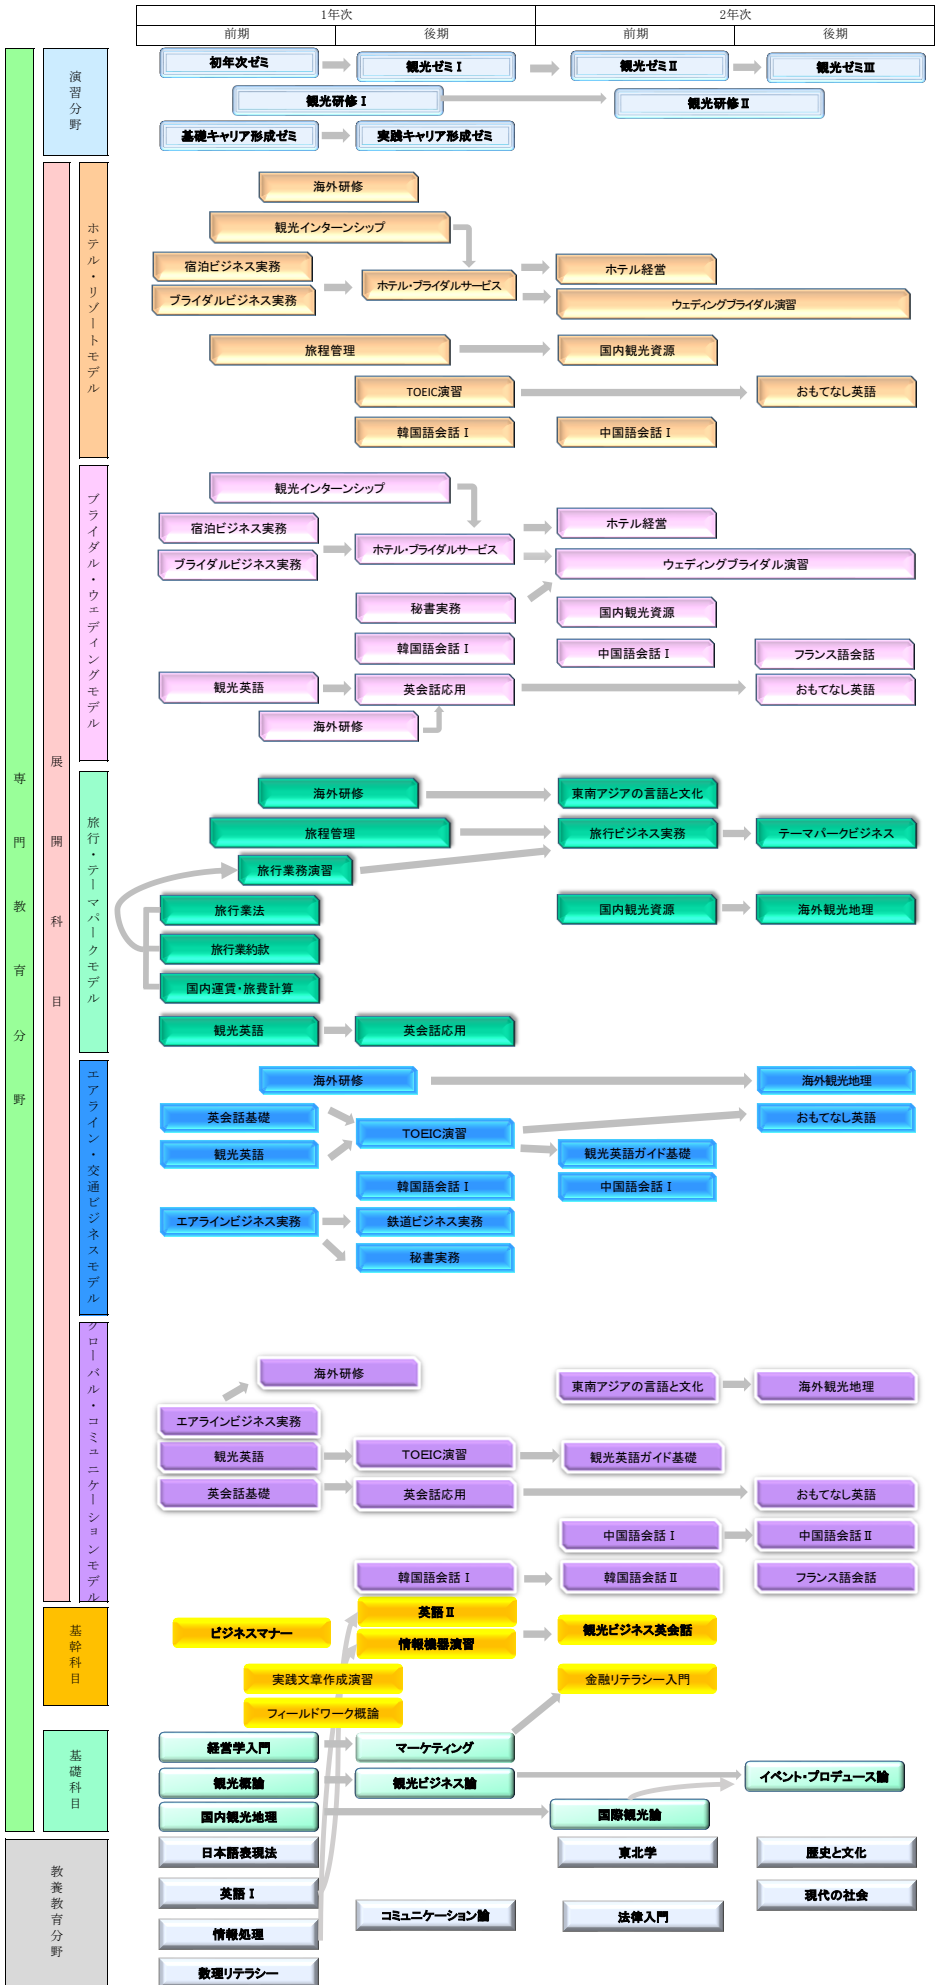 1年次
2年次
前期
後期
前期
後期
専門教育分野
演習分野
初年次ゼミ
観光ゼミⅠ
観光ゼミⅡ
観光ゼミⅢ
観光研修Ⅰ
観光研修Ⅱ
基礎キャリア形成ゼミ
実践キャリア形成ゼミ
展開科目
ホテル・リゾートモデル
海外研修
観光インターンシップ
宿泊ビジネス実務
ホテル経営
ブライダルビジネス実務
ホテル・ブライダルサービス
ウェディングブライダル演習
旅程管理
国内観光資源
TOEIC演習
おもてなし英語
韓国語会話Ⅰ
中国語会話Ⅰ
ブライダル・ウェディングモデル
観光インターンシップ
宿泊ビジネス実務
ホテル経営
ホテル・ブライダルサービス
ブライダルビジネス実務
ウェディングブライダル演習
秘書実務
国内観光資源
韓国語会話Ⅰ
中国語会話Ⅰ
フランス語会話
観光英語
英会話応用
おもてなし英語
海外研修
旅行・テーマパークモデル
海外研修
東南アジアの言語と文化
旅程管理
旅行ビジネス実務
テーマパークビジネス
旅行業務演習
旅行業法
国内観光資源
海外観光地理
旅行業約款
国内運賃・旅費計算
観光英語
英会話応用
エアライン・交通ビジネスモデル
海外研修
海外観光地理
英会話基礎
おもてなし英語
TOEIC演習
観光英語
観光英語ガイド基礎
韓国語会話Ⅰ
中国語会話Ⅰ
エアラインビジネス実務
鉄道ビジネス実務
秘書実務
グローバル・コミュニケーションモデル
海外研修
東南アジアの言語と文化
海外観光地理
エアラインビジネス実務
観光英語
TOEIC演習
観光英語ガイド基礎
英会話基礎
英会話応用
おもてなし英語
中国語会話Ⅰ
中国語会話Ⅱ
韓国語会話Ⅰ
韓国語会話Ⅱ
フランス語会話
基幹科目
英語Ⅱ
ビジネスマナー
観光ビジネス英会話
情報機器演習
実践文章作成演習
金融リテラシー入門
フィールドワーク概論
基礎科目
経営学入門
マーケティング
観光概論
観光ビジネス論
イベント・プロデュース論
国内観光地理
国際観光論
教養教育分野
日本語表現法
東北学
歴史と文化
英語Ⅰ
現代の社会
コミュニケーション論
法律入門
情報処理
数理リテラシー